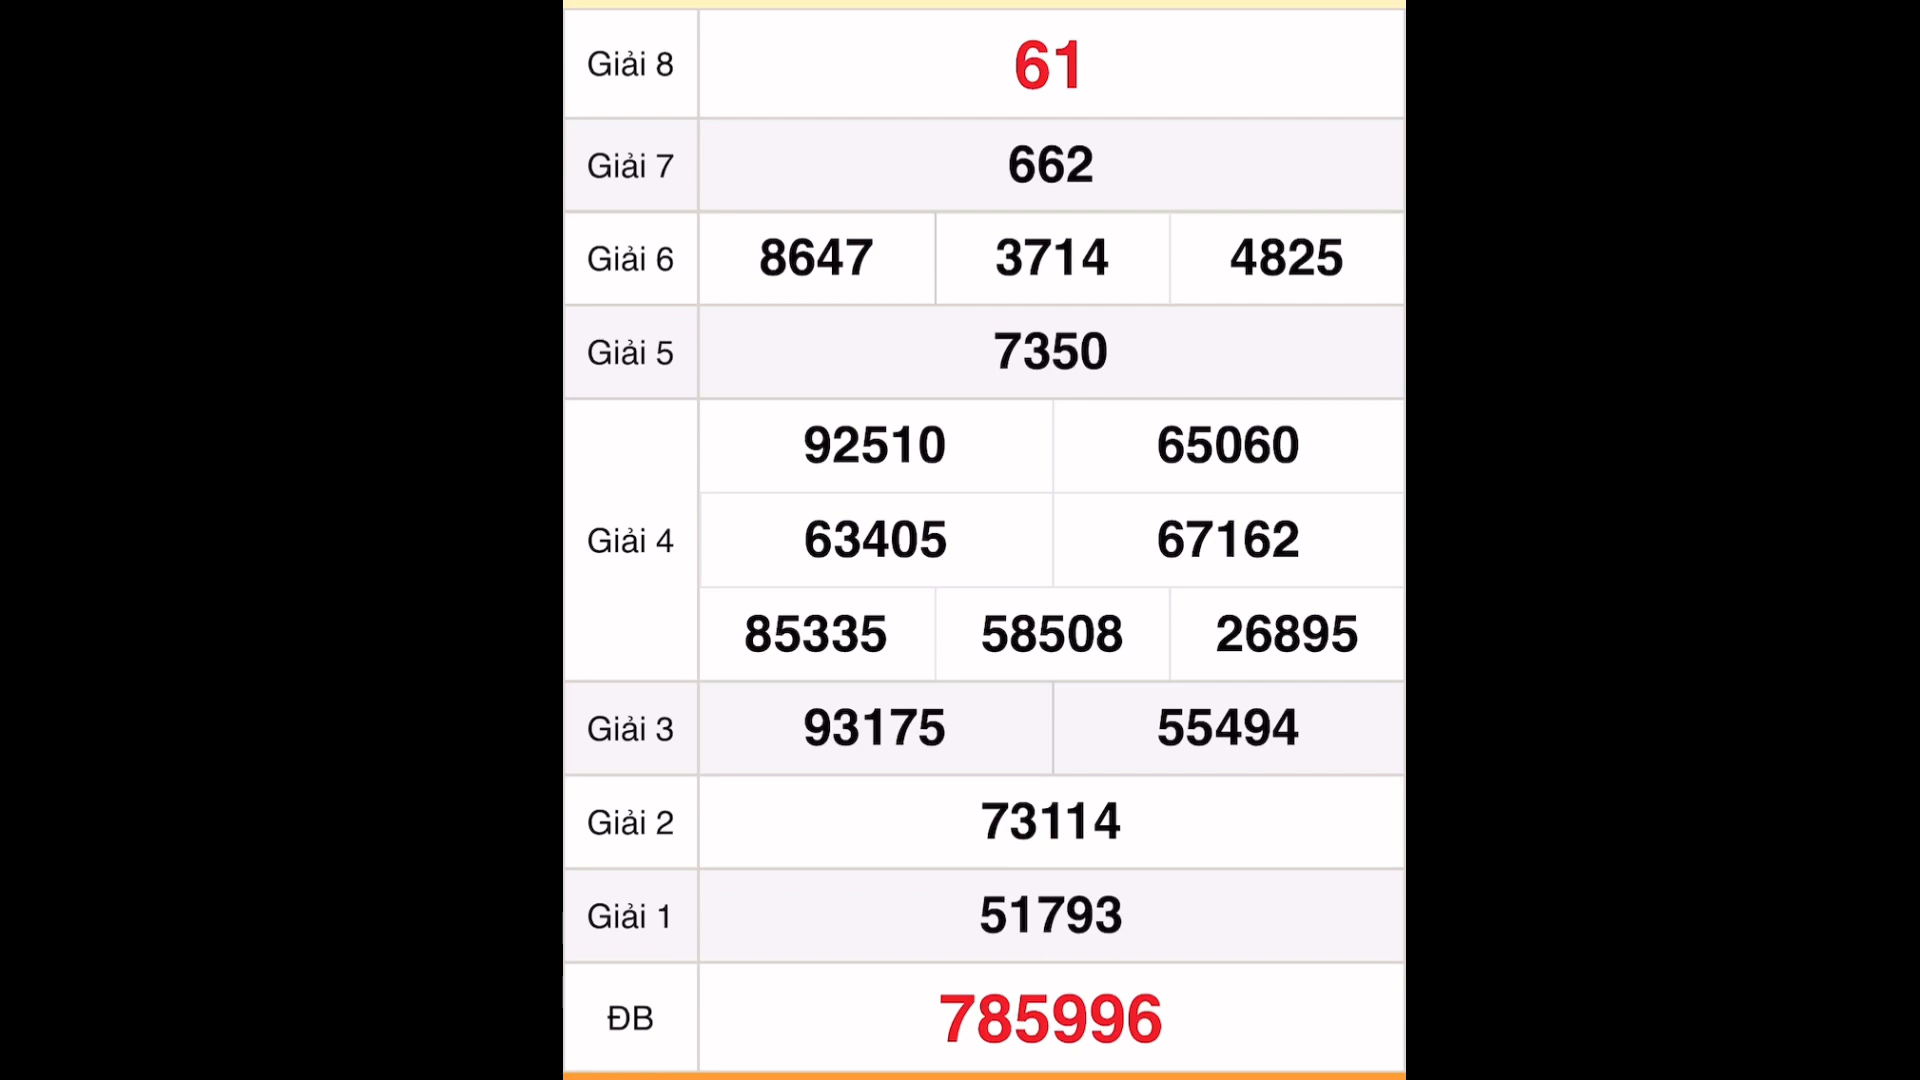 Giải 8 61
Giải 7 662
Giải 6 8647 3714 4825
Giải 5 7350
92510 65060
Giải 4 63405 67162
85335 58508 26895
Giải 3 93175 55494
Giải 2 73114
Giải 1 51793
ĐB 785996